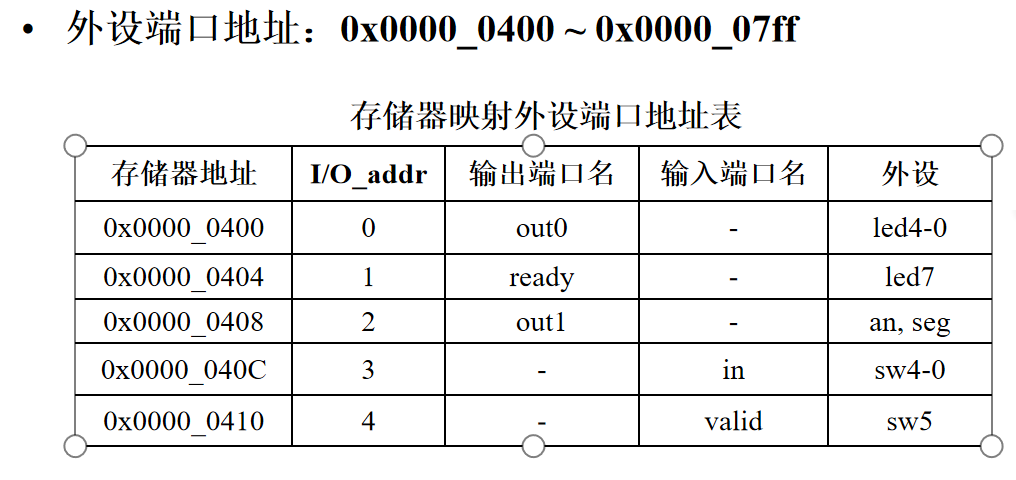 • 外设端口地址：0x0000_0400 ~ 0x0000_07ff
存储器映射外设端口地址表
存储器地址 I/O_addr 输出端口名 输入端口名 外设
0x0000_0400 0 out0 - led4-0
0x0000_0404 1 ready - led7
0x0000_0408 2 out1 - an, seg
0x0000_040C 3 - in sw4-0
0x0000_0410 4 - valid sw5